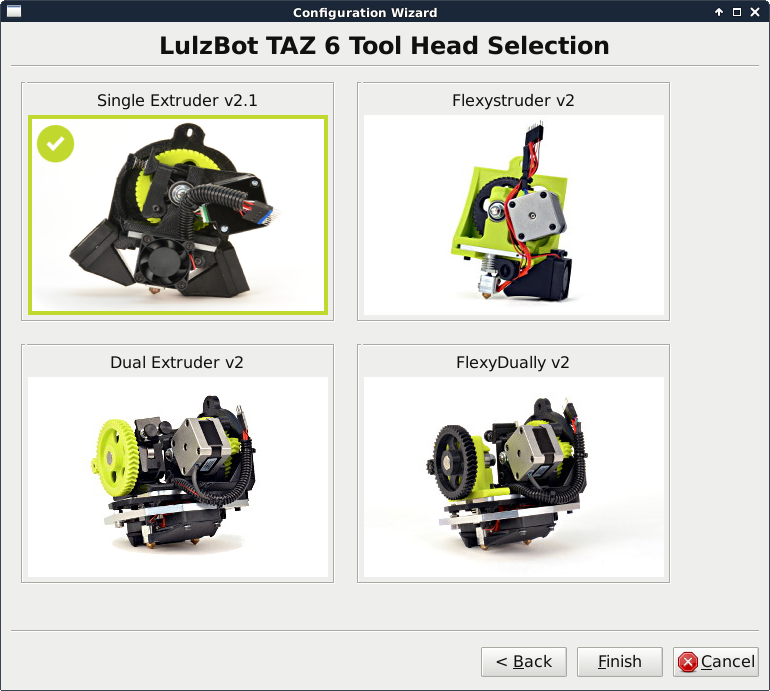 Configuration Wizard
LulzBot TAZ 6 Tool Head Selection
Single Extruder v2.1
Flexystruder v2
Dual Extruder v2
FlexyDually v2
< Back
Finish
Cancel